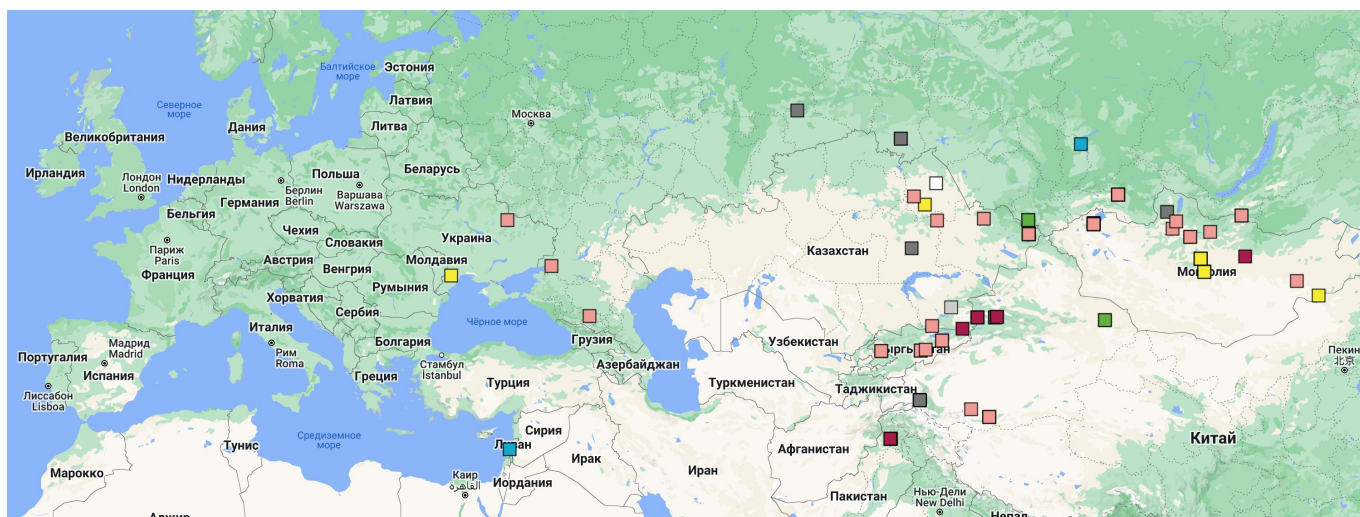 Эстония
Балтийское
море
Латвия
Северное
море
Москва
Дания
Литва
Великобритания
Беларусь
Ирландия
Лондон
London
Нидерланды
Польша
Берлин
Berlin
Варшава
Warszawa
Германия
Бельгия
Чехия
Украина
Париж
Paris
Словакия
Казахстан
Австрия
Молдавия
Венгрия
Франция
Румыния
Хорватия
Сербия
Чёрное море
Италия
Грузия
Узбекистан
Мадрид
Madrid
Рим
Roma
Болгария
Португалия
Стамбул
İstanbul
Азербайджан
Испания
Греция
Турция
Туркменистан
Таджикистан
Лиссабон
Lisboa
Пекин
北京
Средиземное
море
Тунис
Сирия
Китай
Афганистан
Ирак
Иран
Марокко
Каир
القاهرة
Иордания
Пакистан
Нью-Дели
New Delhi